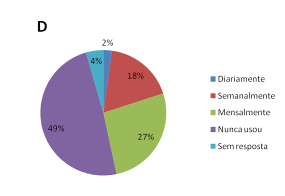 D
2%
4%
18%
49%
27%
Diariamente
Semanalmente
Mensalmente
Nunca usou
Sem resposta